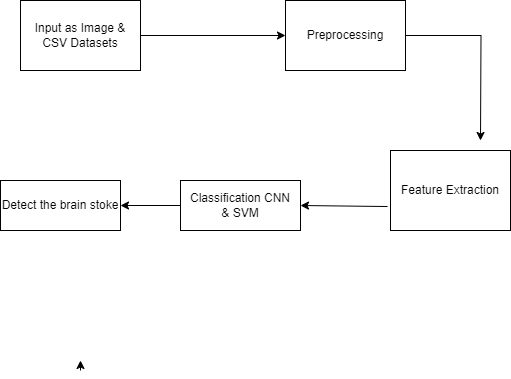 Input as Image &
CSV Datasets
Preprocessing
Feature Extraction
Classification CNN
& SVM
Detect the brain stoke